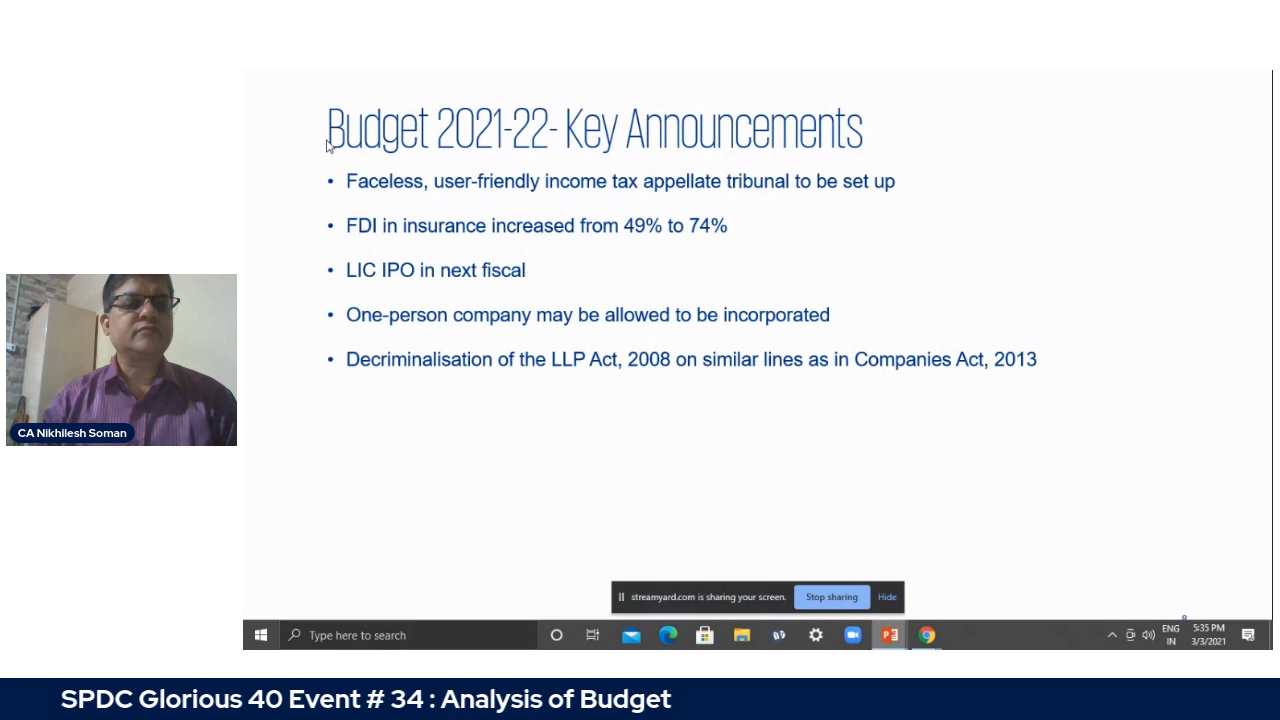 Budget 2021-22- Key Announcements
• Faceless, user-friendly income tax appellate tribunal to be set up
• FDI in insurance increased from 49% to 74%
• LIC IPO in next fiscal
• One-person company may be allowed to be incorporated
• Decriminalisation of the LLP Act, 2008 on similar lines as in Companies Act, 2013
CA Nikhilesh Soman
streamyard.com is sharing your screen. Stop sharing Hide
Type here to search
ENG
IN
5:35 PM
3/3/2021
SPDC Glorious 40 Event # 34 : Analysis of Budget